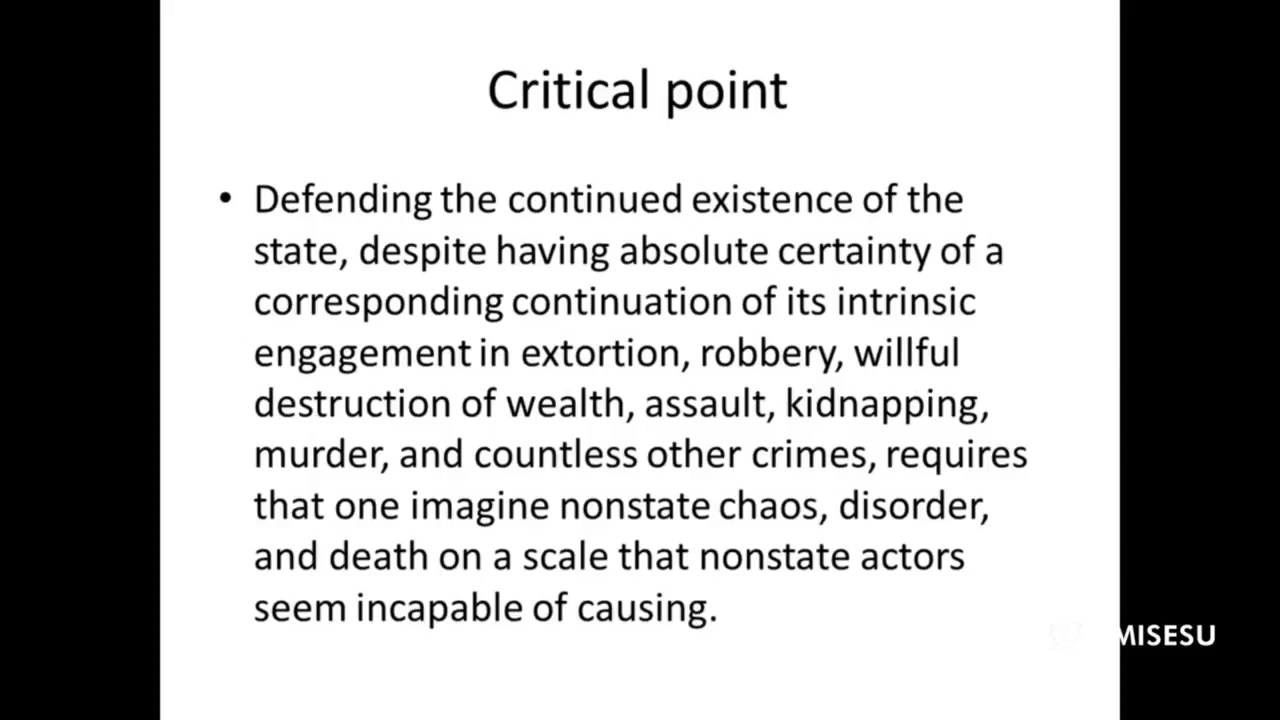 Critical point
• Defending the continued existence of the
state, despite having absolute certainty of a
corresponding continuation of its intrinsic
engagement in extortion, robbery, willful
destruction of wealth, assault, kidnapping,
murder, and countless other crimes, requires
that one imagine nonstate chaos, disorder,
and death on a scale that nonstate actors
seem incapable of causing.
MISESU